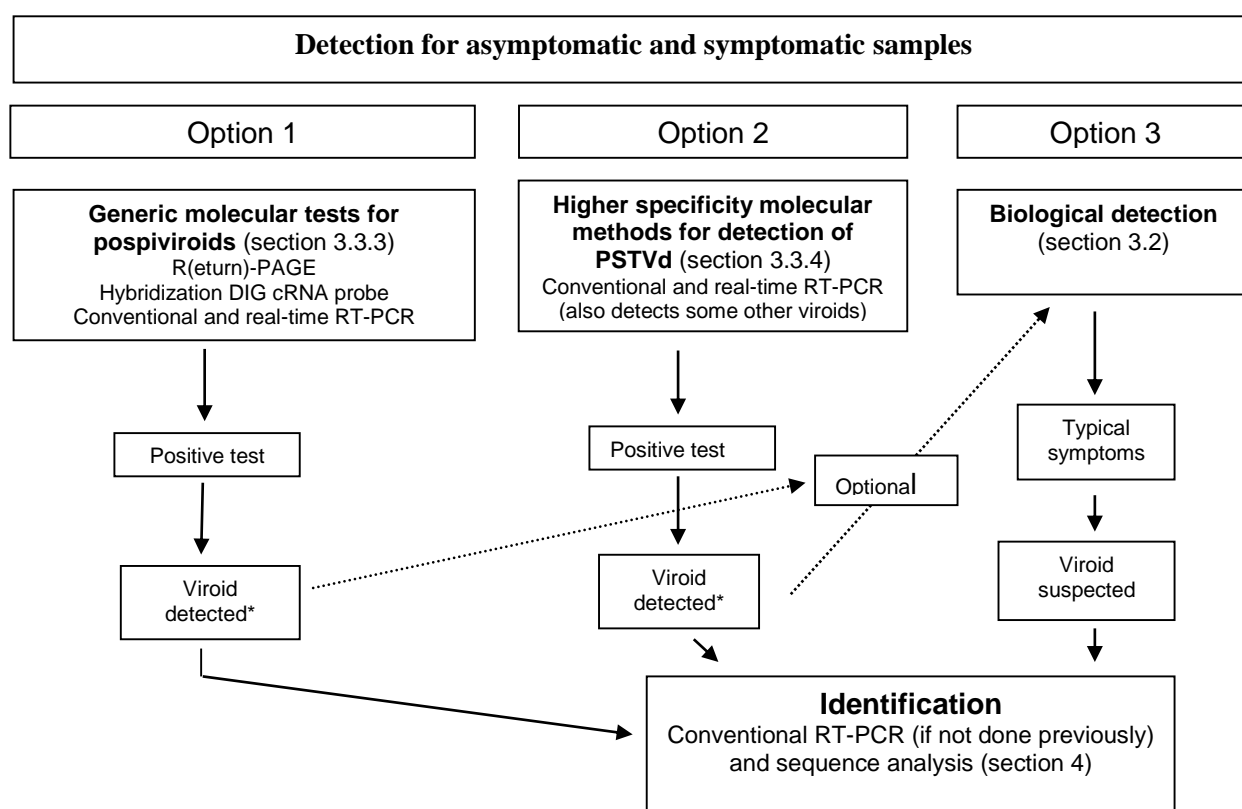 Detection for asymptomatic and symptomatic samples
Option 1
Option 2
Option 3
Generic molecular tests for
pospiviroids (section 3.3.3)
R(eturn)-PAGE
Hybridization DIG cRNA probe
Conventional and real-time RT-PCR
Higher specificity molecular
methods for detection of
PSTVd (section 3.3.4)
Conventional and real-time RT-PCR
(also detects some other viroids)
Biological detection
(section 3.2)
Positive test
Positive test
Typical
symptoms
Optional
Viroid
detected*
Viroid
detected*
Viroid
suspected
Identification
Conventional RT-PCR (if not done previously)
and sequence analysis (section 4)